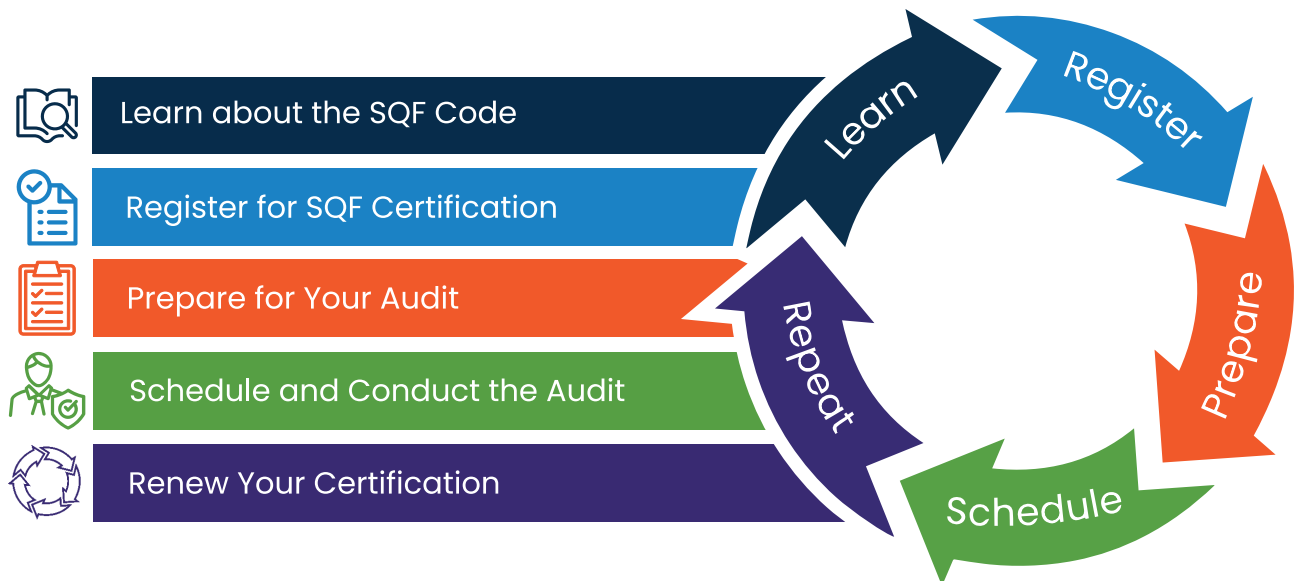 Learn about the SQF Code
Register for SQF Certification
Prepare for Your Audit
Schedule and Conduct the Audit
Renew Your Certification
Learn
Register
Prepare
Schedule
Repeat